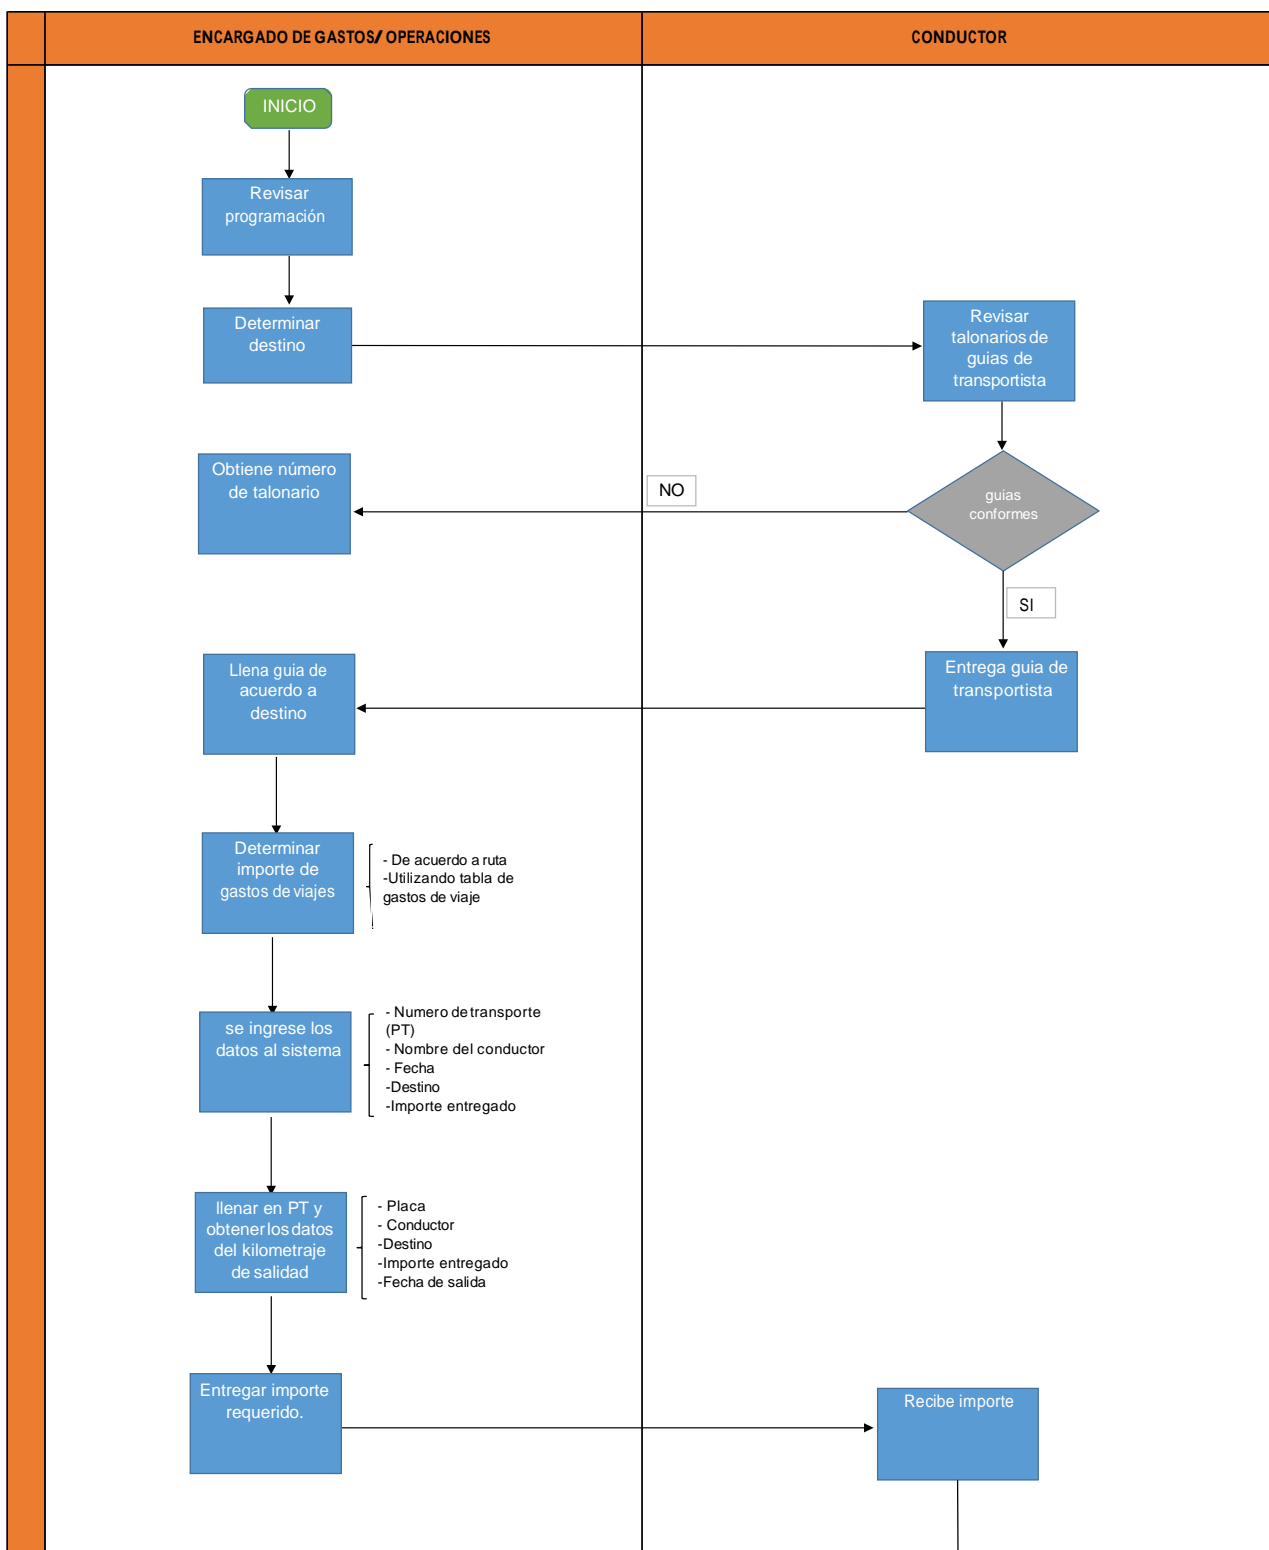 ENCARGADO DE GASTOS/ OPERACIONES
CONDUCTOR
INICIO
Revisar
programación
Determinar
destino
Revisar
talonarios de
guias de
transportista
Obtiene número
de talonario
NO
guias
conformes
SI
Llena guia de
acuerdo a
destino
Entrega guia de
transportista
Determinar
importe de
gastos de viajes
- De acuerdo a ruta
-Utilizando tabla de
gastos de viaje
se ingrese los
datos al sistema
- Numero de transporte
(PT)
- Nombre del conductor
- Fecha
-Destino
-Importe entregado
llenar en PT y
obtener los datos
del kilometraje
de salidad
- Placa
- Conductor
-Destino
-Importe entregado
-Fecha de salida
Entregar importe
requerido.
Recibe importe